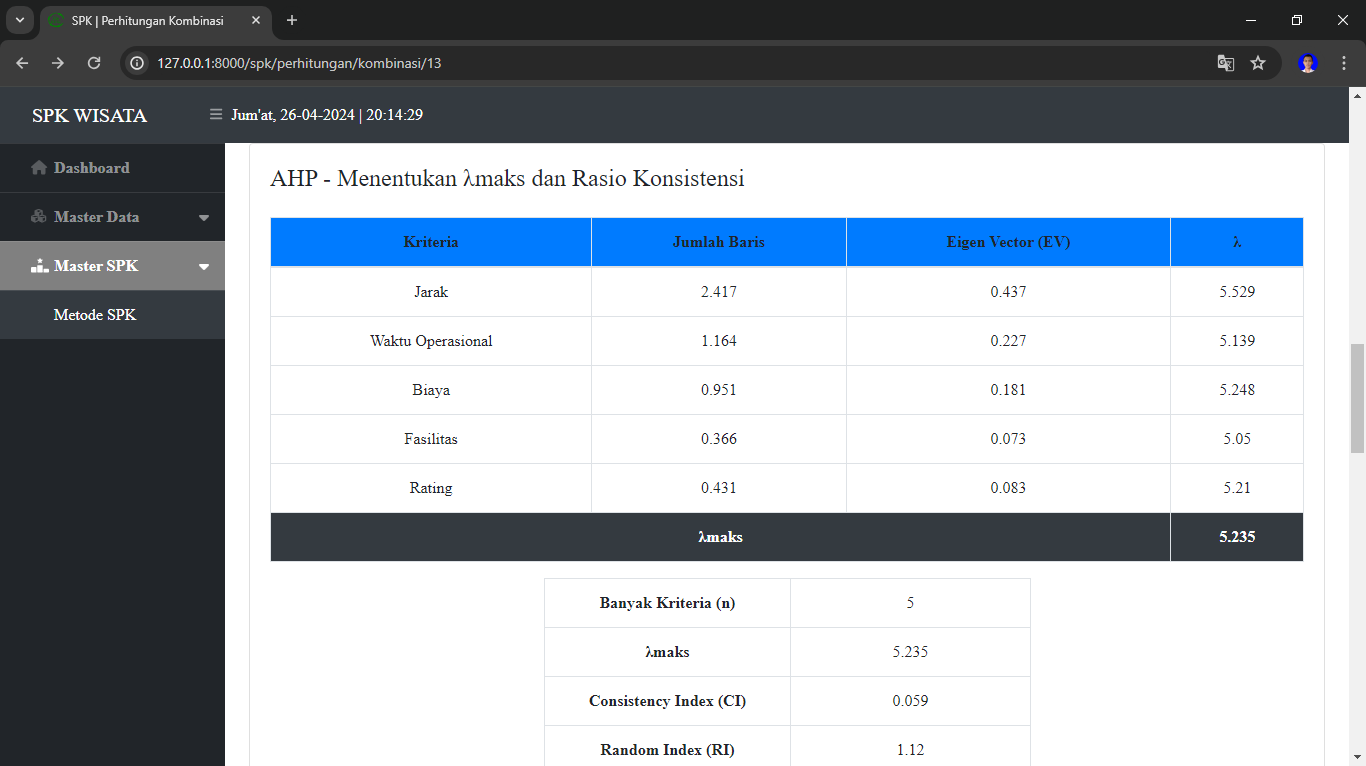 SPK | Perhitungan Kombinasi
127.0.0.1:8000/spk/perhitungan/kombinasi/13
SPK WISATA
Jum'at, 26-04-2024 | 20:14:29
Dashboard
Master Data
Master SPK
Metode SPK
AHP - Menentukan λmaks dan Rasio Konsistensi
Kriteria Jumlah Baris Eigen Vector (EV) λ
Jarak 2.417 0.437 5.529
Waktu Operasional 1.164 0.227 5.139
Biaya 0.951 0.181 5.248
Fasilitas 0.366 0.073 5.05
Rating 0.431 0.083 5.21
λmaks 5.235
Banyak Kriteria (n) 5
λmaks 5.235
Consistency Index (CI) 0.059
Random Index (RI) 1.12